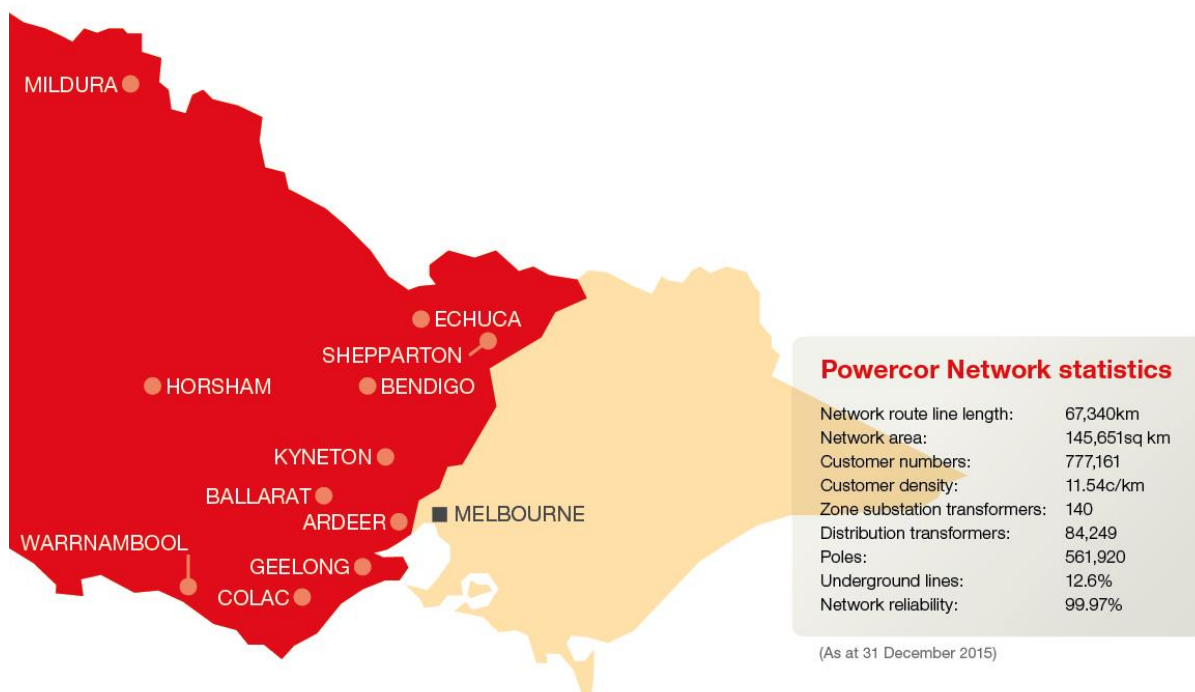 MILDURA
ECHUCA
SHEPPARTON
HORSHAM
BENDIGO
KYNETON
BALLARAT
ARDEER
MELBOURNE
WARRNAMBOOL
GEELONG
COLAC
Powercor Network statistics
Network route line length: 67,340km
Network area: 145,651sq km
Customer numbers: 777,161
Customer density: 11.54c/km
Zone substation transformers: 140
Distribution transformers: 84,249
Poles: 561,920
Underground lines: 12.6%
Network reliability: 99.97%
(As at 31 December 2015)